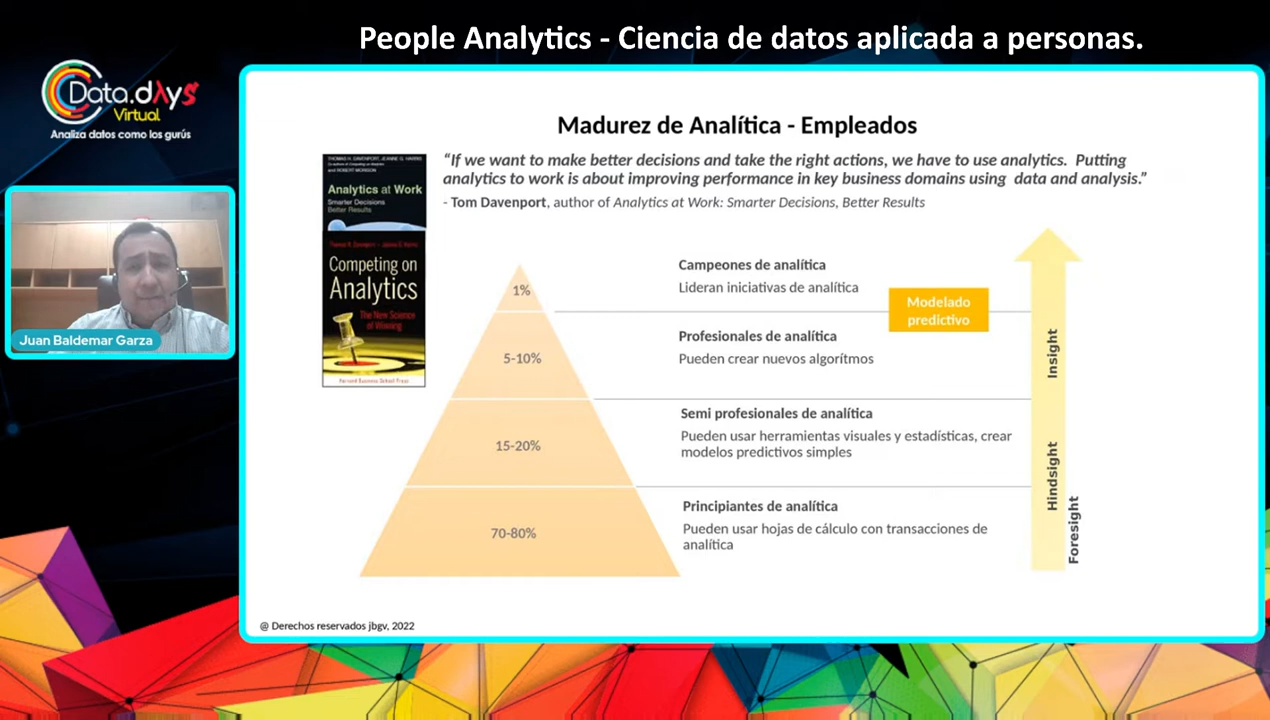 People Analytics - Ciencia de datos aplicada a personas.
Data.dAys
Virtual
Analiza datos como los gurús
Juan Baldemar Garza
Madurez de Analítica - Empleados
“If we want to make better decisions and take the right actions, we have to use analytics. Putting
analytics to work is about improving performance in key business domains using data and analysis.”
- Tom Davenport, author of Analytics at Work: Smarter Decisions, Better Results
THOMAS H. DAVENPORT, JEANNE G. HARRIS
and ROBERT MORISON
Analytics at Work
Smarter Decisions
Better Results
Competing on
Analytics
The New Science
of Winning
Harvard Business School Press
1%
5-10%
15-20%
70-80%
Campeones de analítica
Lideran iniciativas de analítica
Modelado
predictivo
Profesionales de analítica
Pueden crear nuevos algorítmos
Semi profesionales de analítica
Pueden usar herramientas visuales y estadísticas, crear
modelos predictivos simples
Principiantes de analítica
Pueden usar hojas de cálculo con transacciones de
analítica
Insight
Hindsight
Foresight
@ Derechos reservados jbgv, 2022